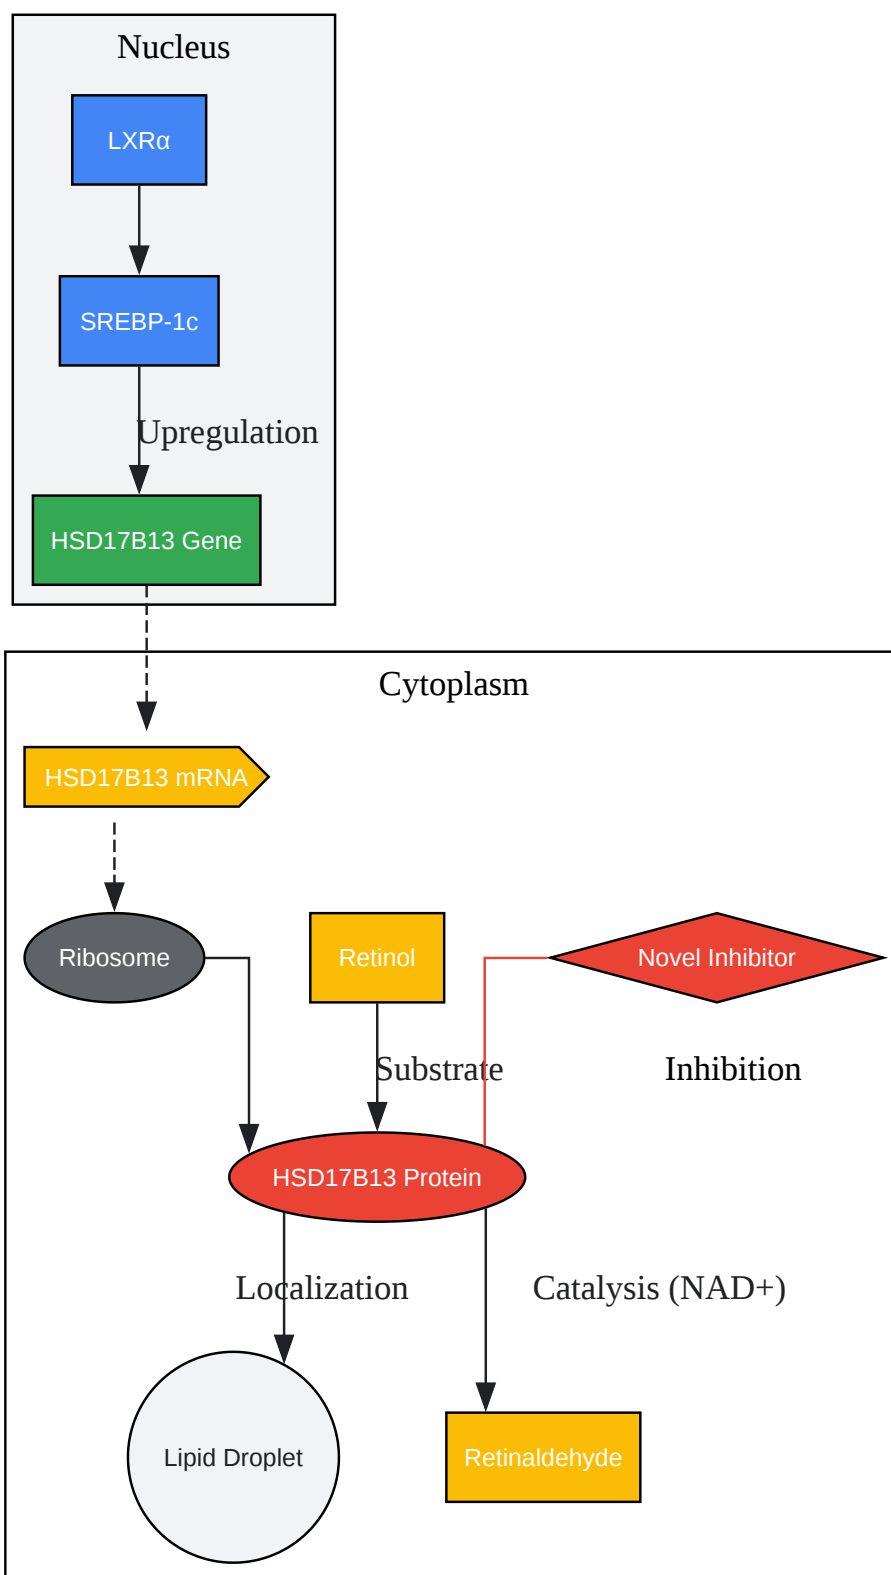 Nucleus
LXRα
SREBP-1c
Upregulation
HSD17B13 Gene
Cytoplasm
HSD17B13 mRNA
Ribosome
Retinol
Novel Inhibitor
Substrate
Inhibition
HSD17B13 Protein
Localization
Catalysis (NAD+)
Lipid Droplet
Retinaldehyde